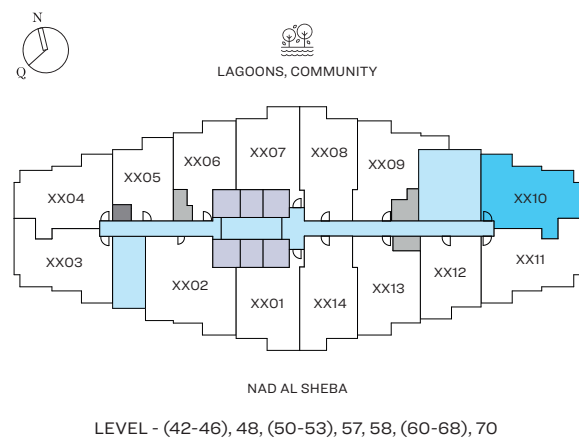 N
Q
LAGOONS, COMMUNITY
XX04
XX05
XX06
XX07
XX08
XX09
XX10
XX03
XX02
XX01
XX14
XX13
XX12
XX11
NAD AL SHEBA
LEVEL - (42-46), 48, (50-53), 57, 58, (60-68), 70